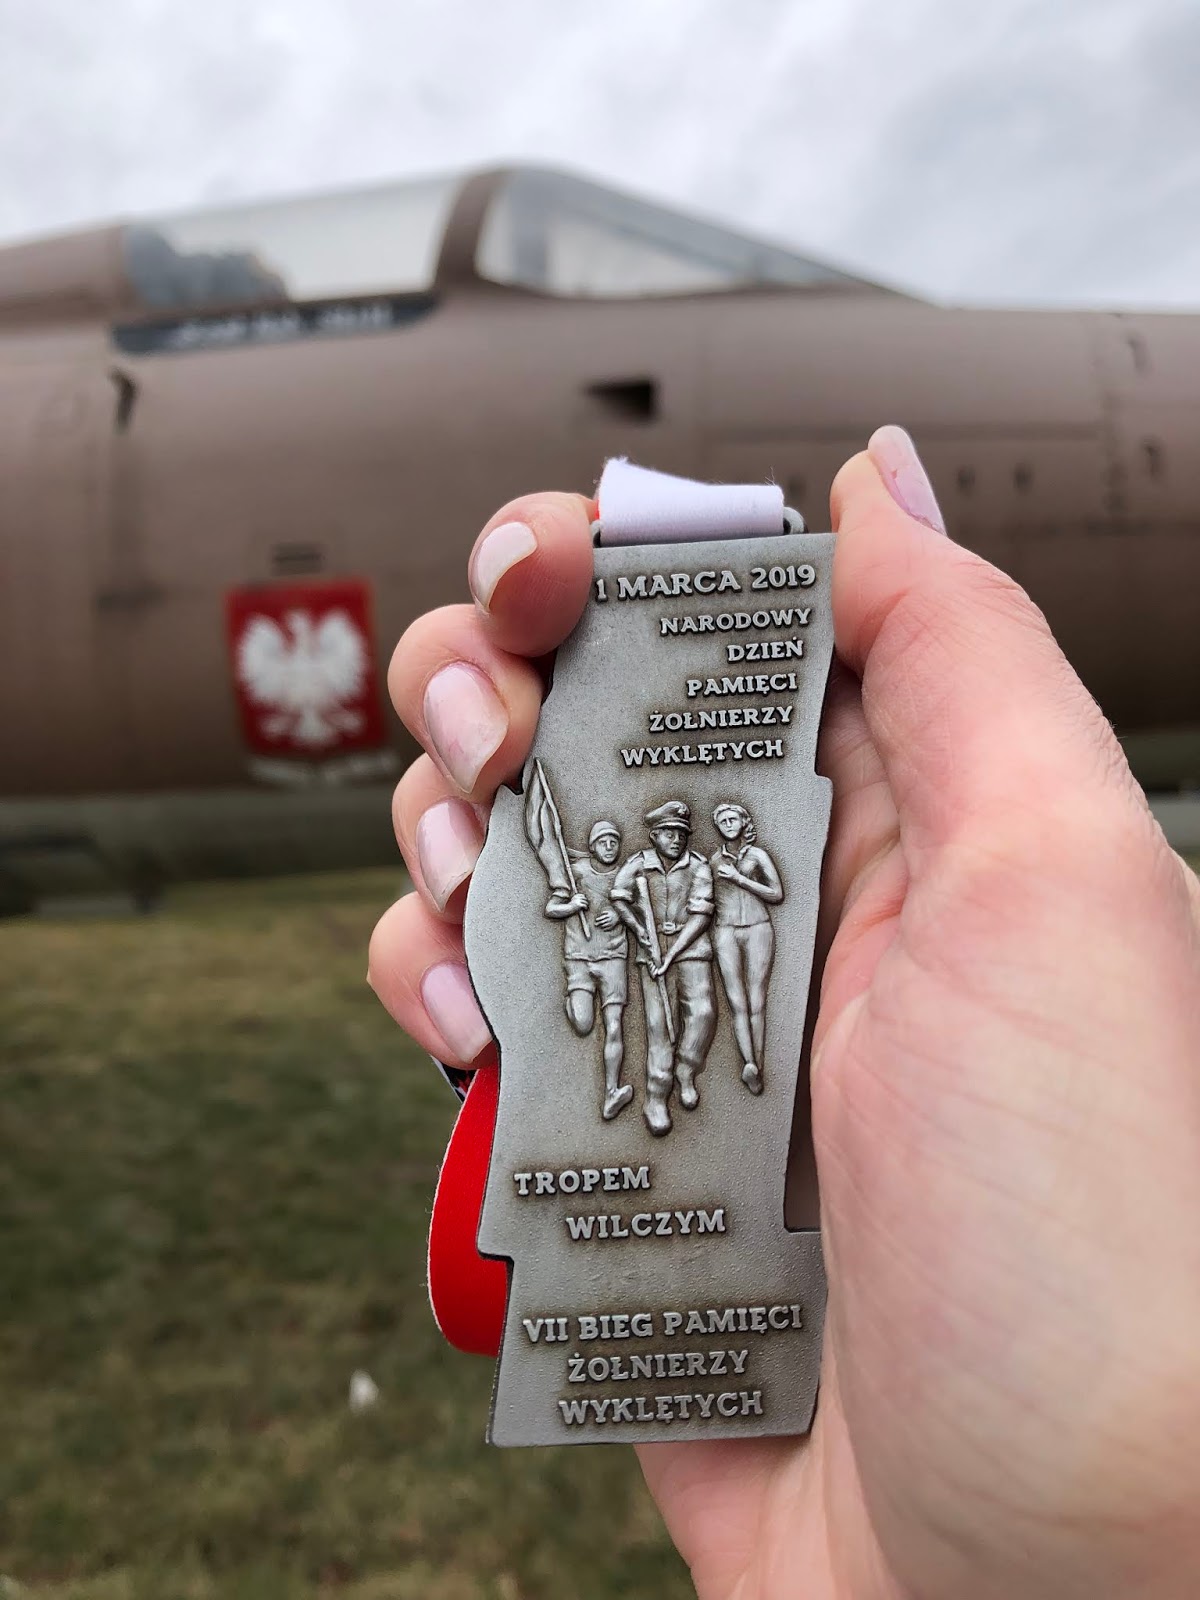 1 MARCA 2019
NARODOWY
DZIEŃ
PAMIĘCI
ŻOŁNIERZY
WYKLĘTYCH
TROPEM
WILCZYM
VII BIEG PAMIĘCI
ŻOŁNIERZY
WYKLĘTYCH